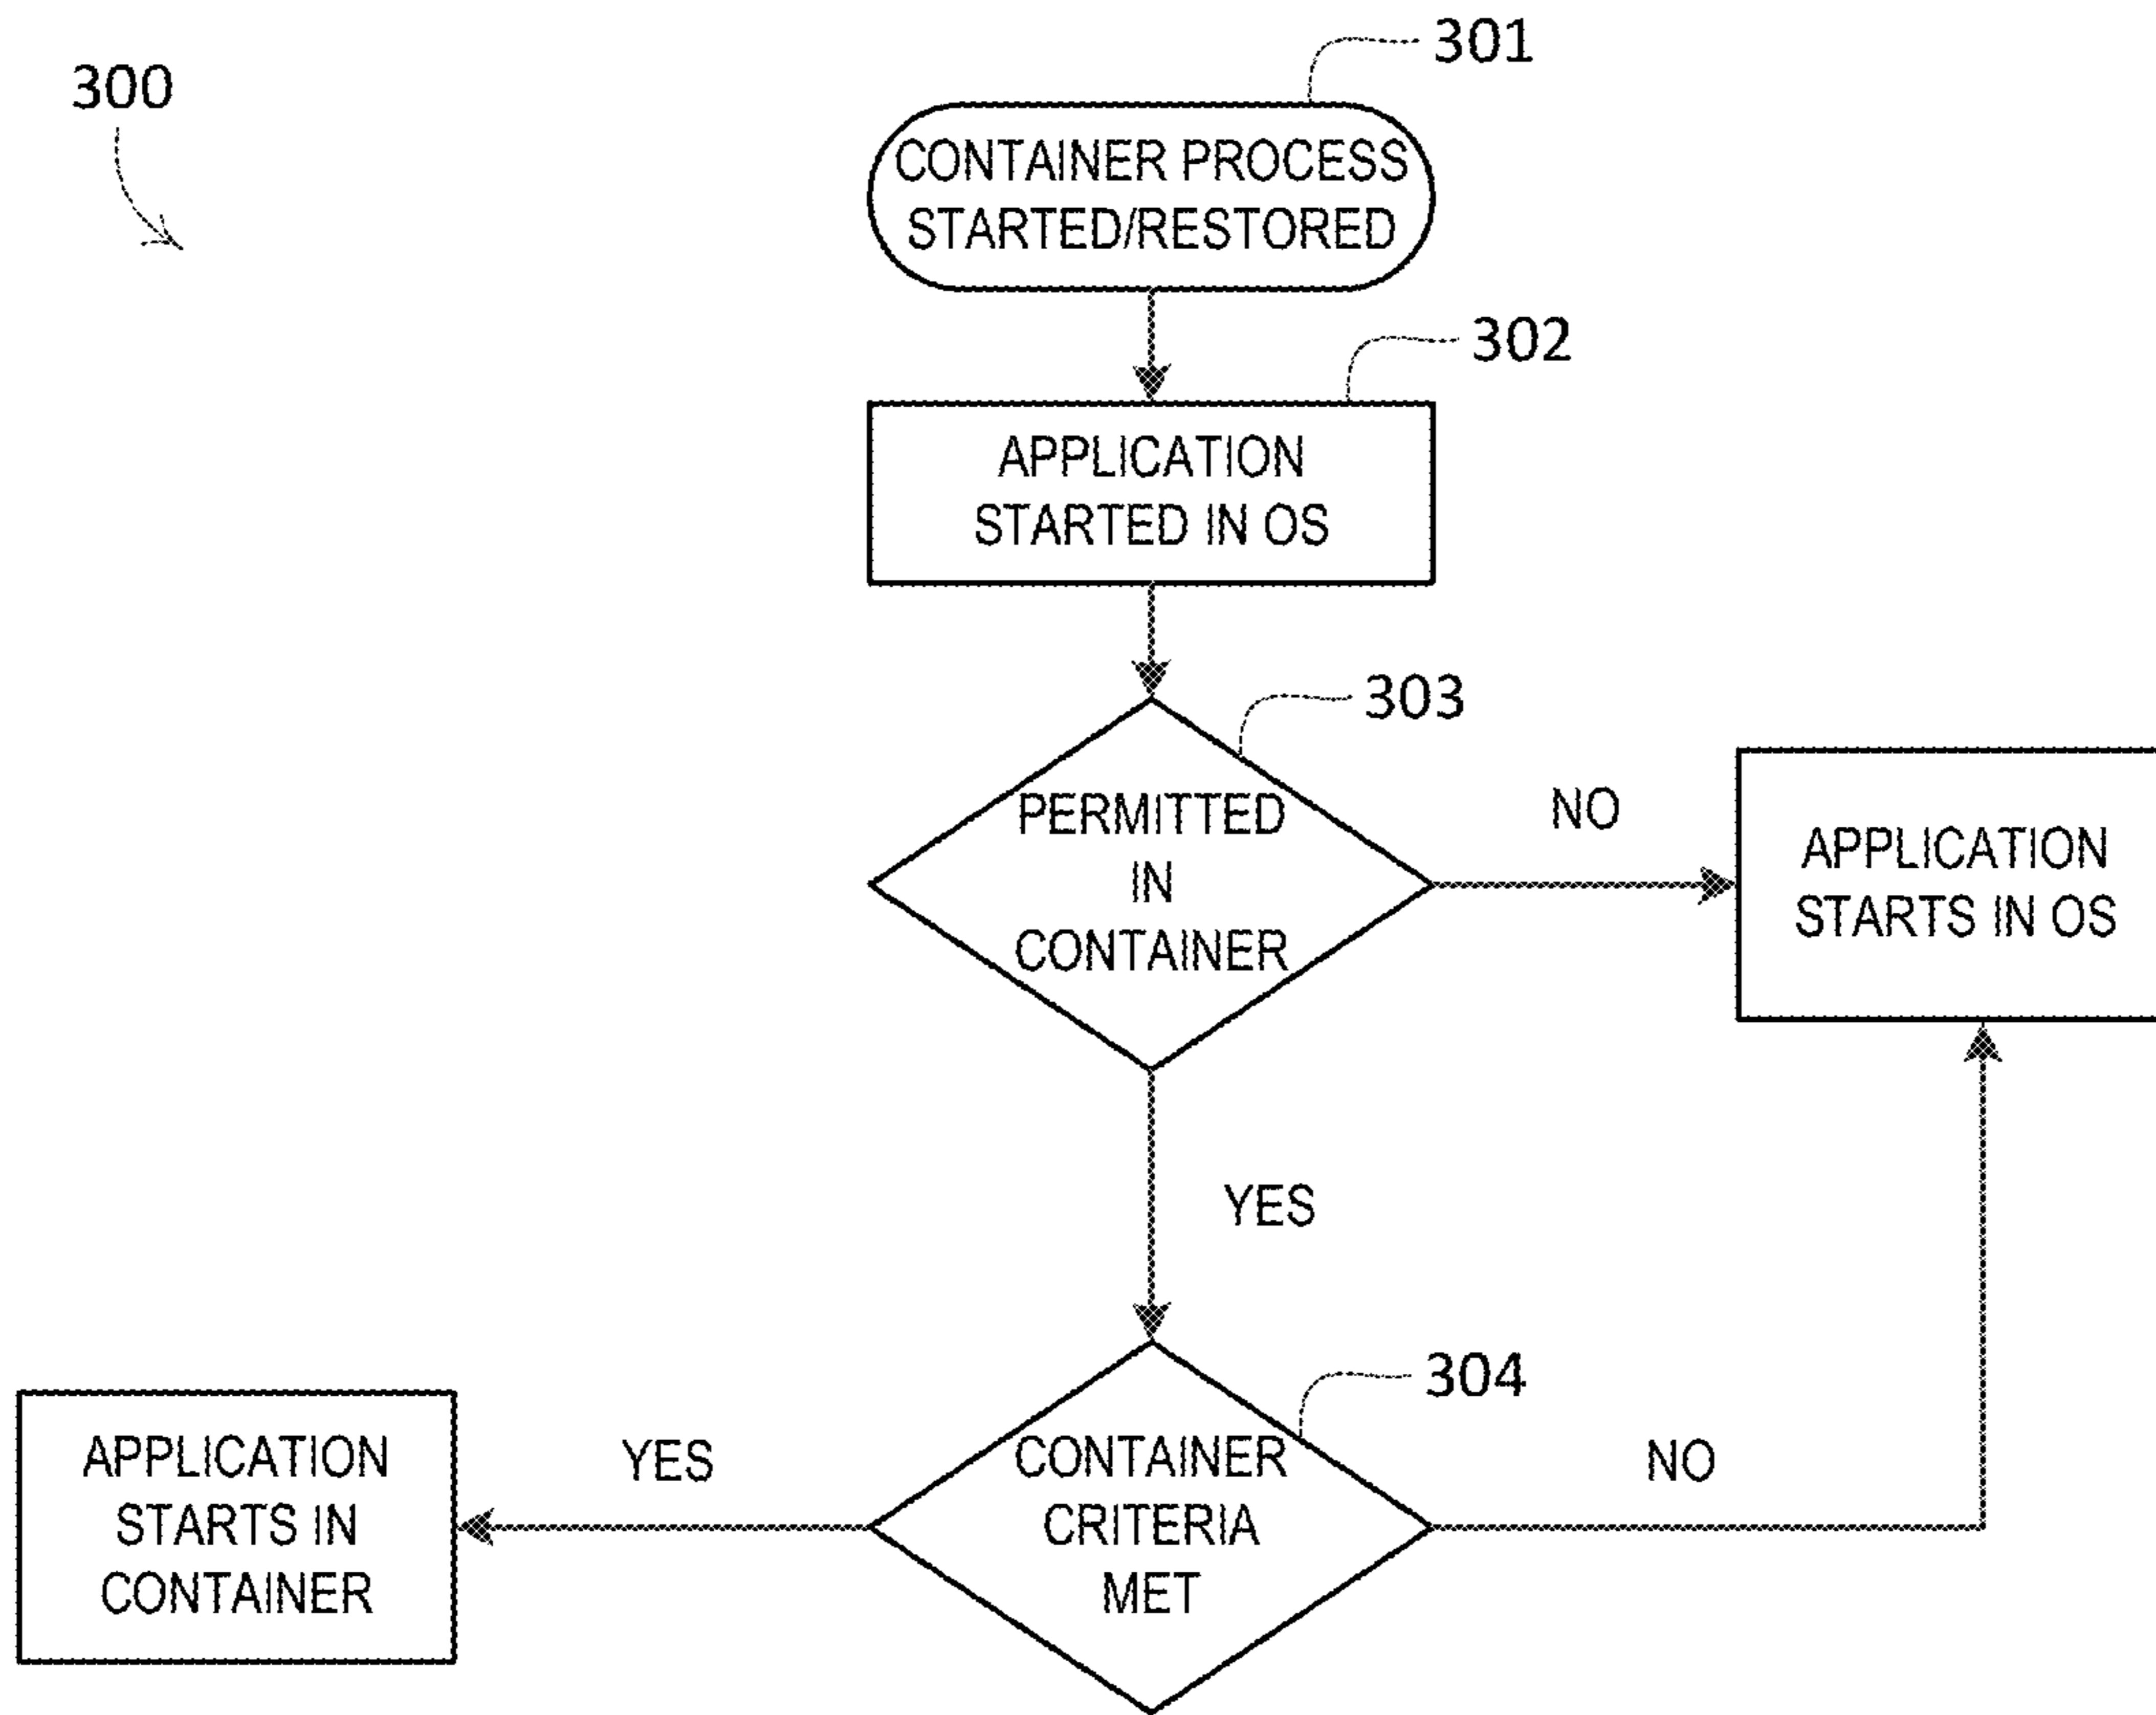 300
301
CONTAINER PROCESS
STARTED/RESTORED
302
APPLICATION
STARTED IN OS
303
PERMITTED
IN
CONTAINER
NO
APPLICATION
STARTS IN OS
YES
304
CONTAINER
CRITERIA
MET
YES
NO
APPLICATION
STARTS IN
CONTAINER